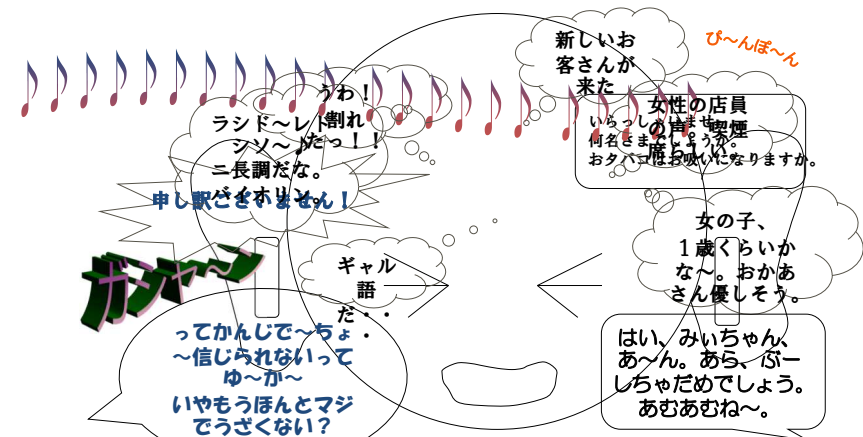 新しいお
客さんが
来た
ぴ～んぽ～ん
うわ！
割れ
たっ！！
ラシド～レド
シソ～♪
ニ長調だな。
バイオリン。
女性の店員
の声。喫煙
席らしい。
いらっしゃいませ。
何名さまでしょうか。
おタバコはお吸いになりますか。
申し訳ございません！
ガシャ～ン
女の子、
１歳くらいか
な～。おかあ
さん優しそう。
ギャル
語
だ・・
・
ってかんじで～ちょ
～信じられないって
ゆ～か～
いやもうほんとマジ
でうざくない？
はい、みぃちゃん、
あ～ん。あら、ぶー
しちゃだめでしょう。
あむあむね～。